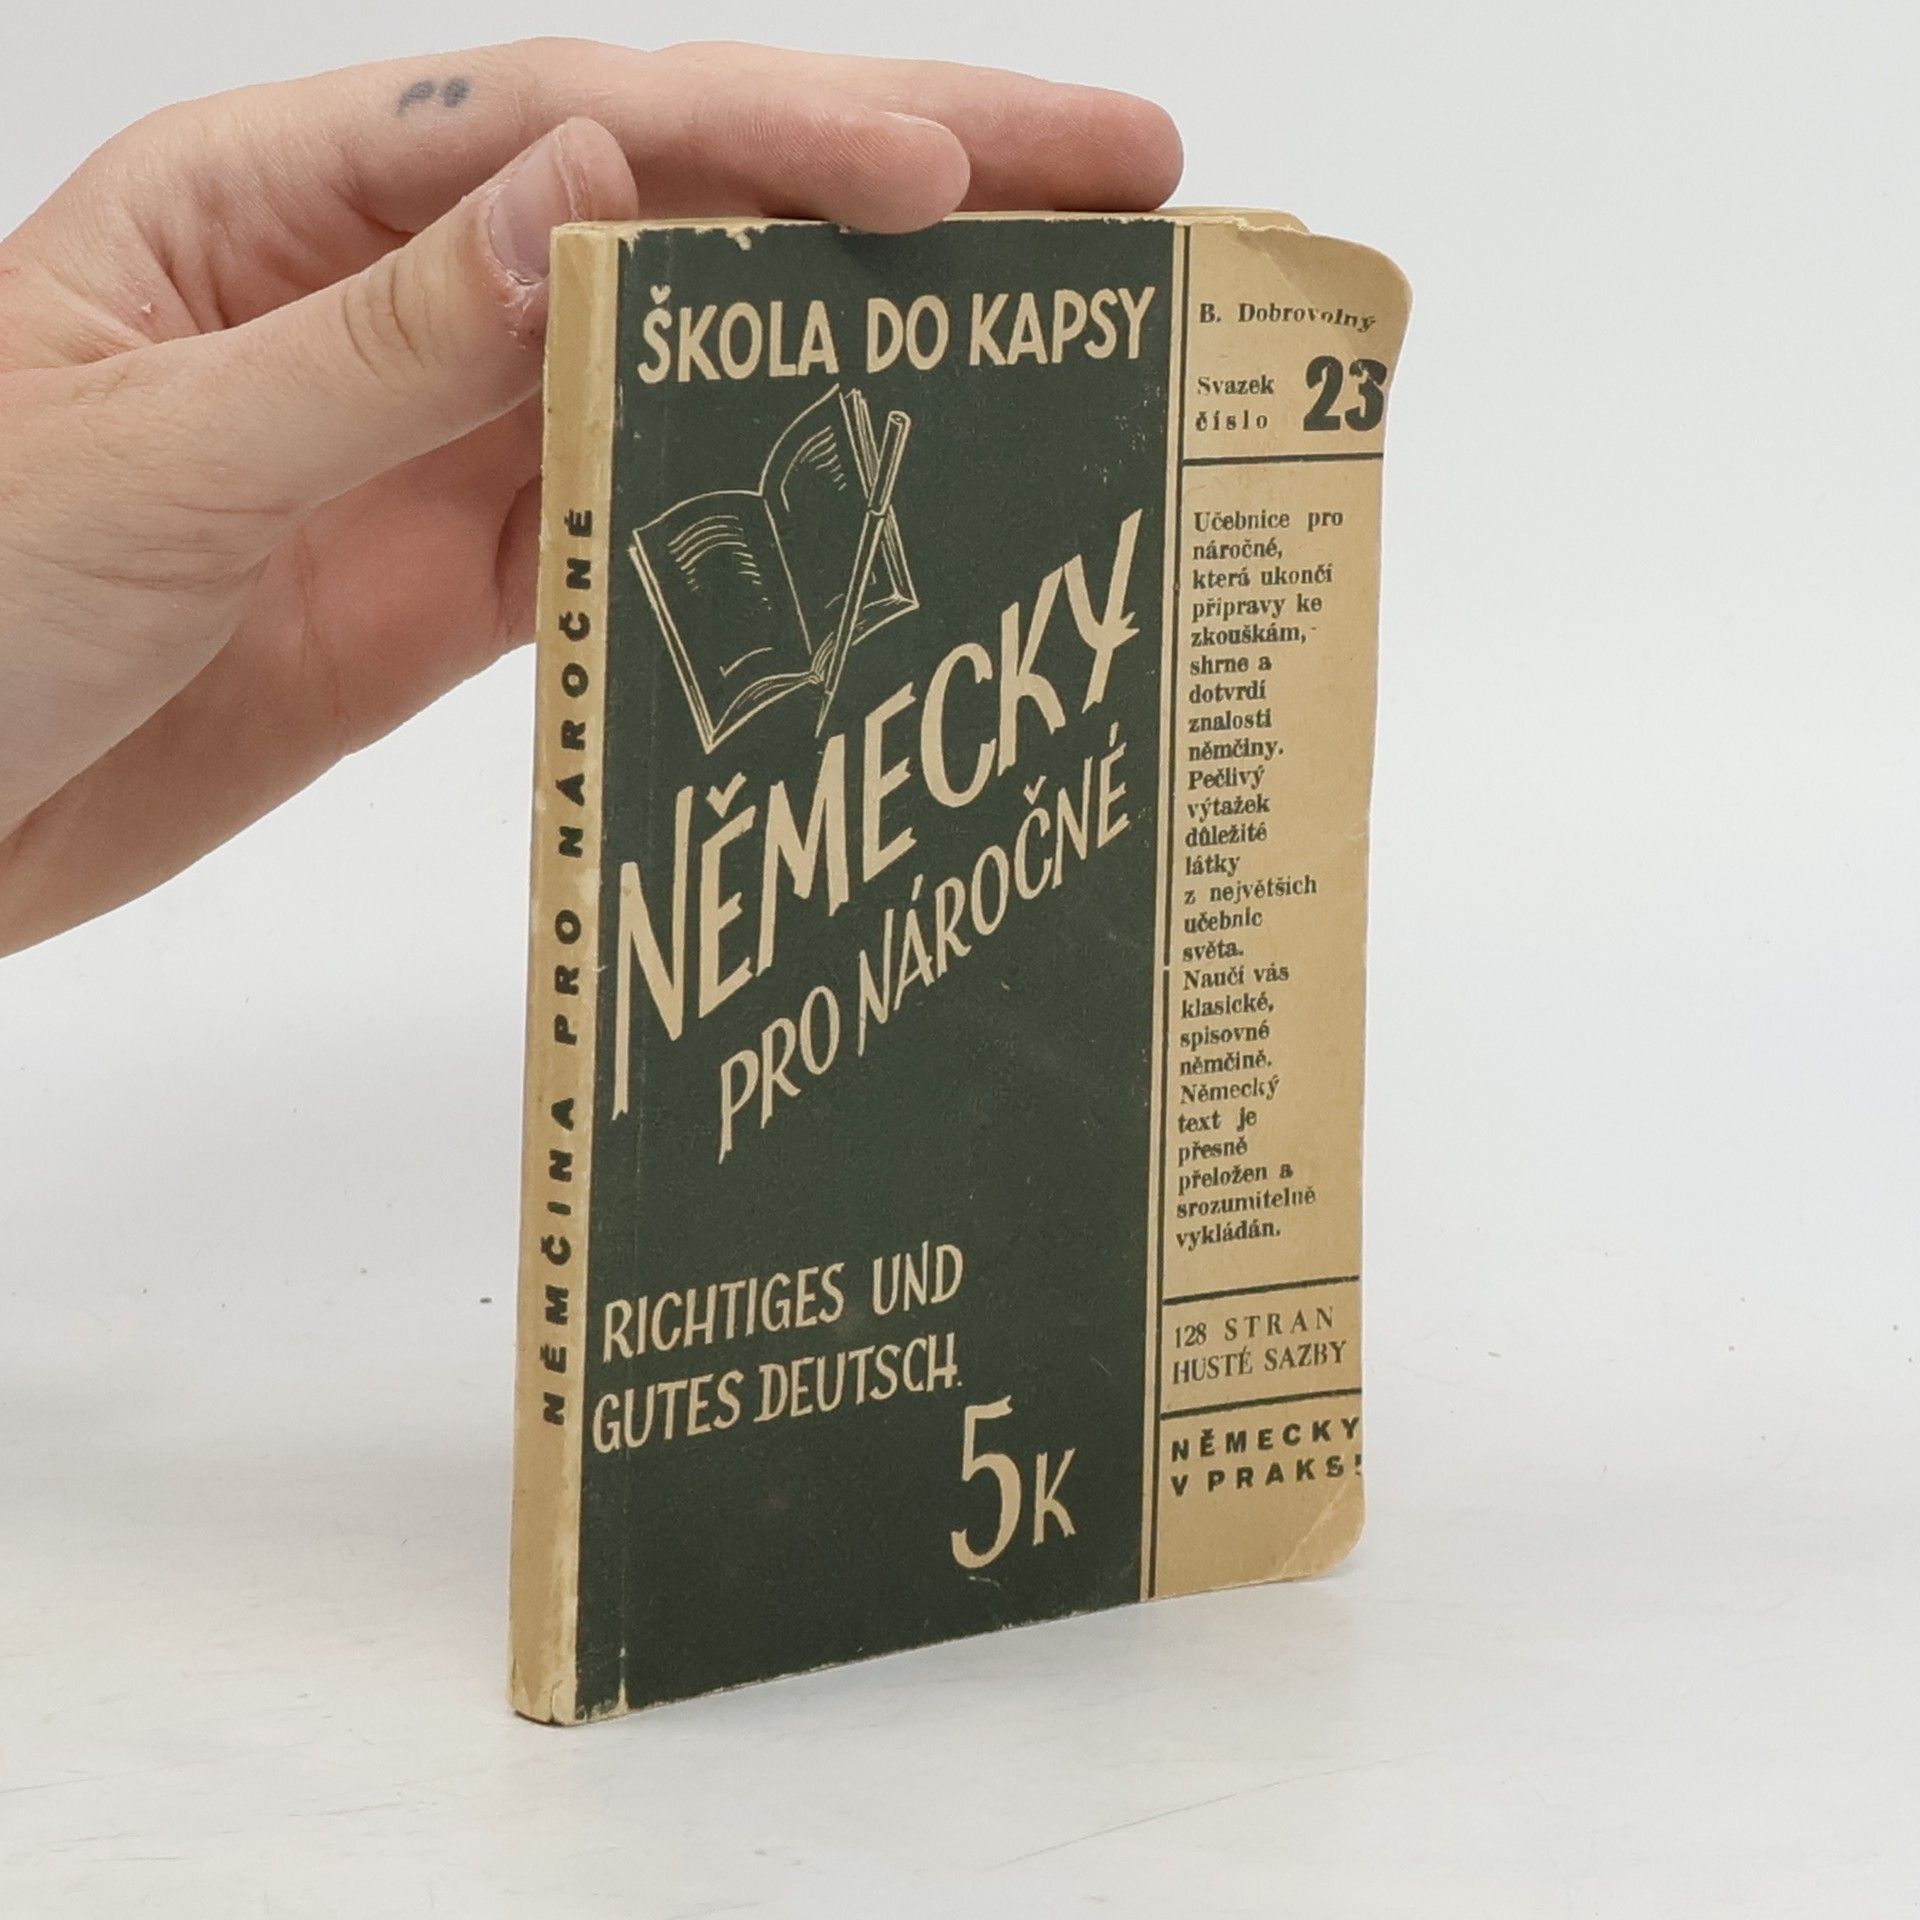 NĚMČINA PRO NÁROČNÉ
ŠKOLA DO KAPSY
NĚMECKY
PRO NÁROČNÉ
RICHTIGES UND
GUTES DEUTSCH.
5K
B. Dobrovolný
Svazek
číslo 23
Učebnice pro
náročné,
která ukončí
přípravy ke
zkouškám,
shrne a
dotvrdí
znalosti
němčiny.
Pečlivý
výtažek
důležité
látky
z největších
učebnic
světa.
Naučí vás
klasické,
spisovné
němčině.
Německý
text je
přesně
přeložen a
srozumitelně
vykládán.
128 STRAN
HUSTÉ SAZBY
NĚMECKY
V PRAKSI